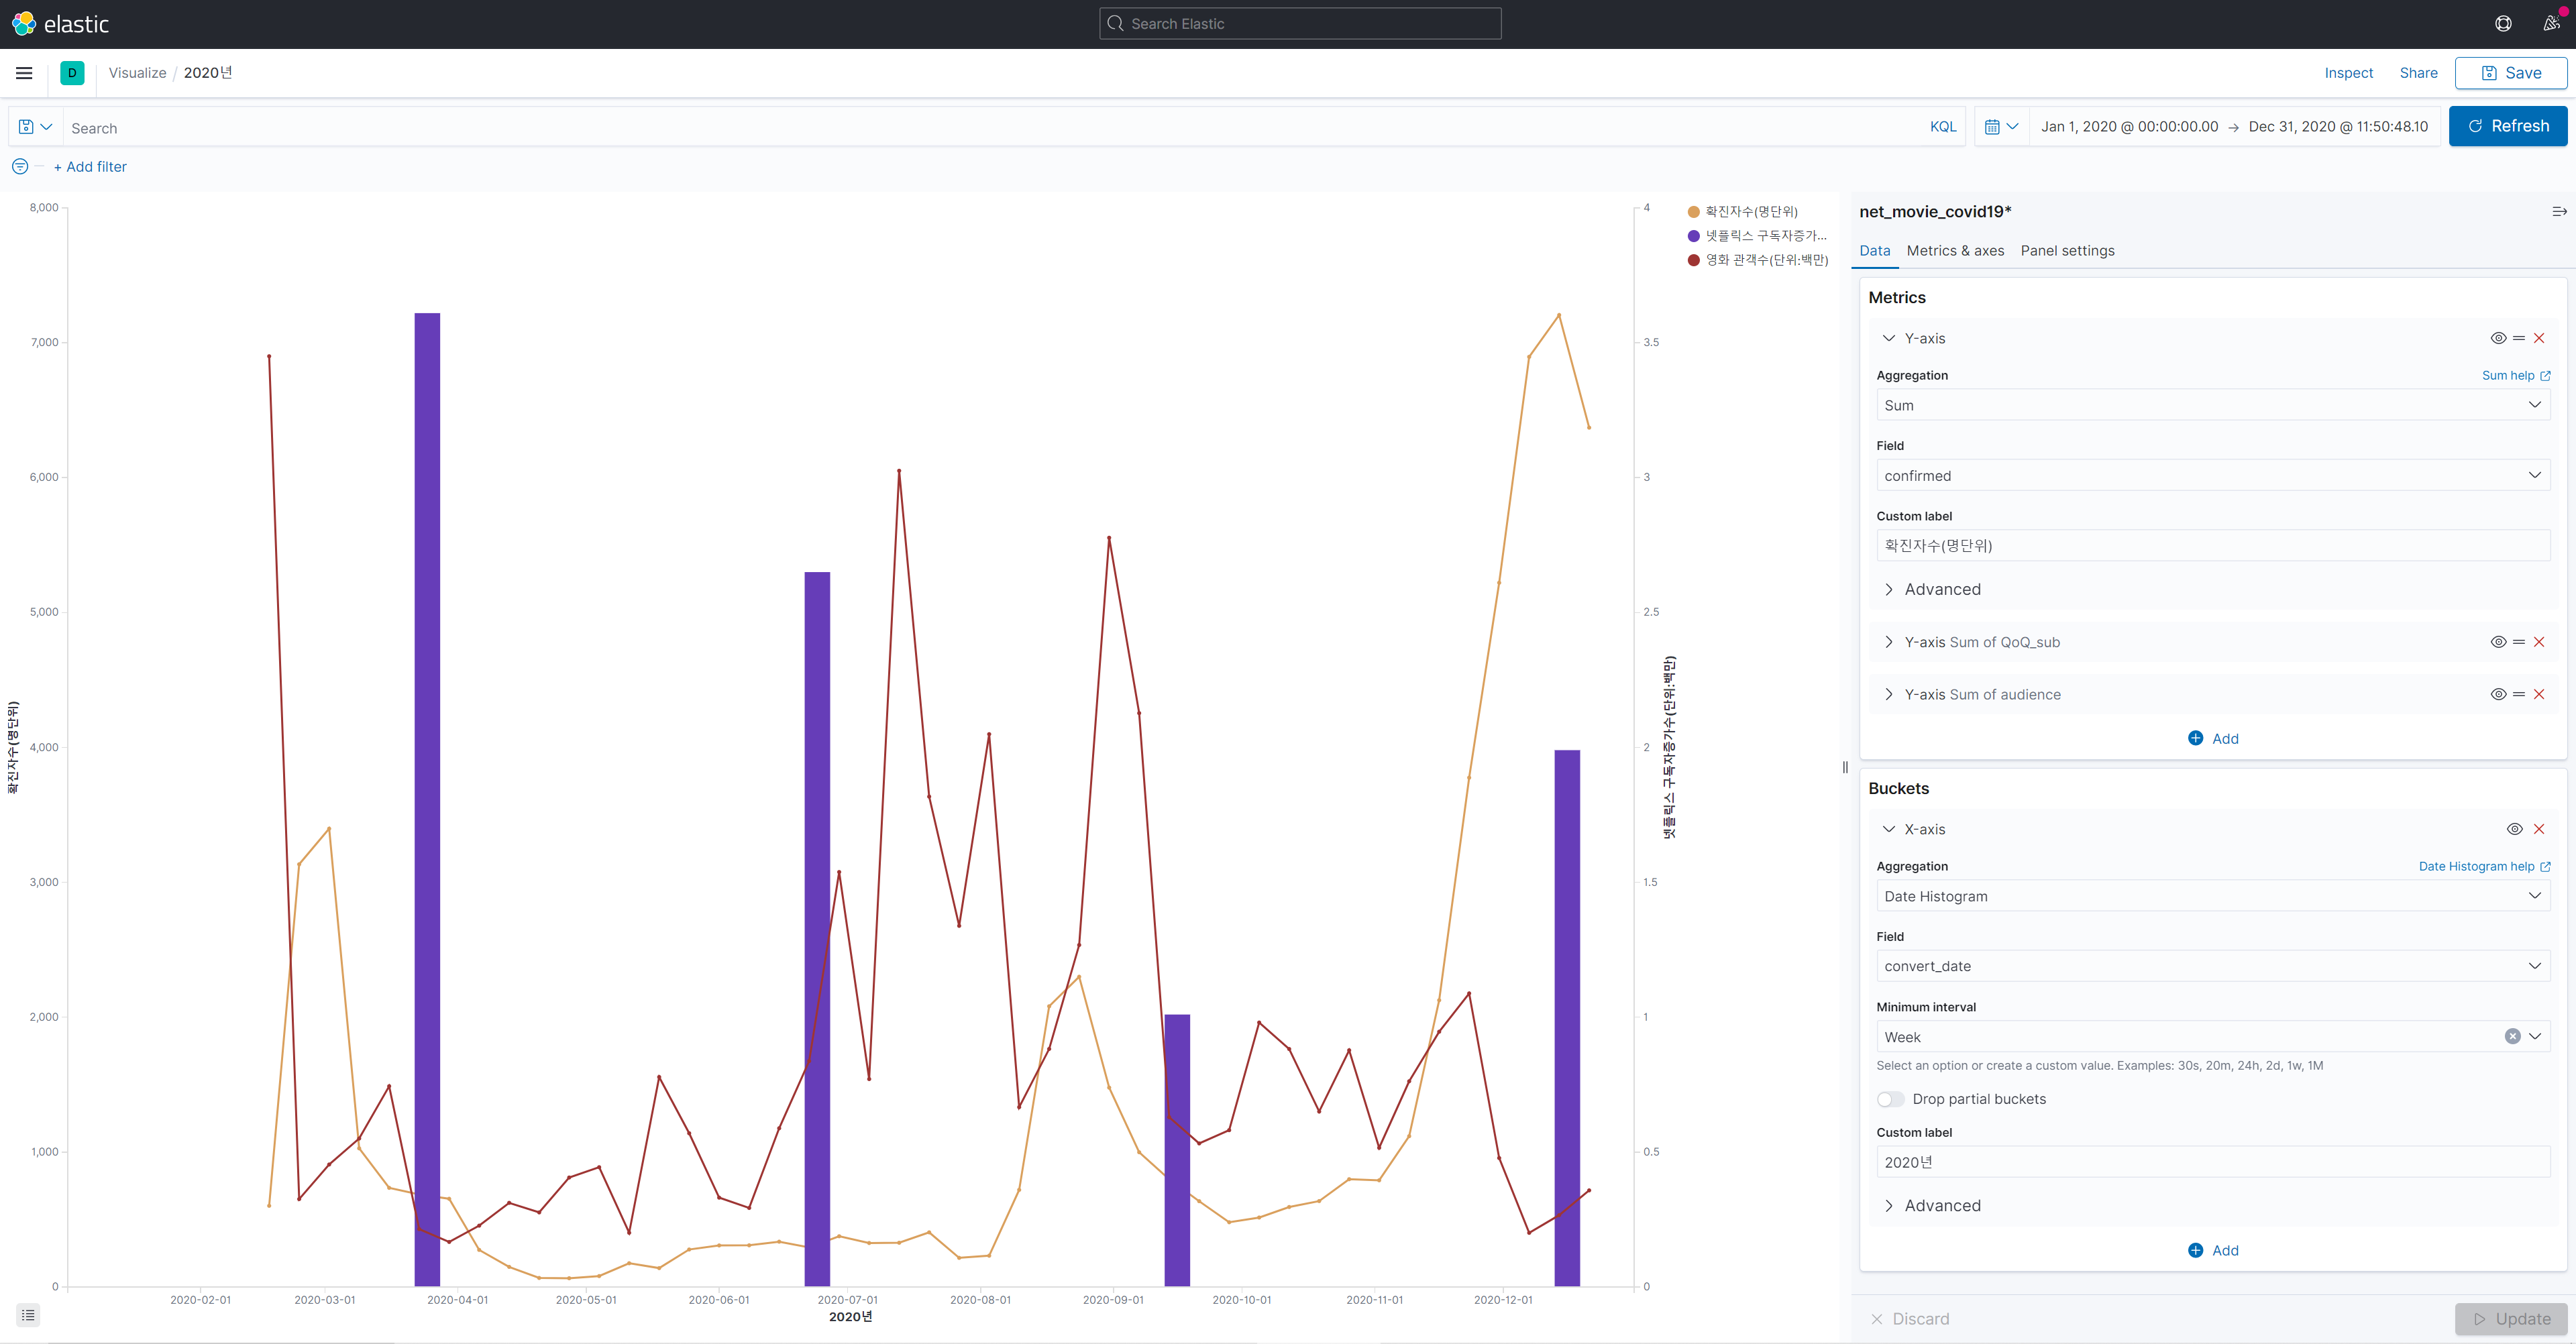 elastic
Search Elastic
D
Visualize / 2020년
Inspect
Share
Save
Search
KQL
Jan 1, 2020 @ 00:00:00.00 → Dec 31, 2020 @ 11:50:48.10
Refresh
+ Add filter
8,000
7,000
6,000
5,000
4,000
3,000
2,000
1,000
0
확진자수(명단위)
4
3.5
3
2.5
2
1.5
1
0.5
0
넷플릭스 구독자증가수(단위:백만)
2020-02-01
2020-03-01
2020-04-01
2020-05-01
2020-06-01
2020-07-01
2020-08-01
2020-09-01
2020-10-01
2020-11-01
2020-12-01
2020년
확진자수(명단위)
넷플릭스 구독자증가...
영화 관객수(단위:백만)
net_movie_covid19*
Data
Metrics & axes
Panel settings
Metrics
Y-axis
Aggregation
Sum help
Sum
Field
confirmed
Custom label
확진자수(명단위)
Advanced
Y-axis Sum of QoQ_sub
Y-axis Sum of audience
Add
Buckets
X-axis
Aggregation
Date Histogram help
Date Histogram
Field
convert_date
Minimum interval
Week
Select an option or create a custom value. Examples: 30s, 20m, 24h, 2d, 1w, 1M
Drop partial buckets
Custom label
2020년
Advanced
Add
Discard
Update